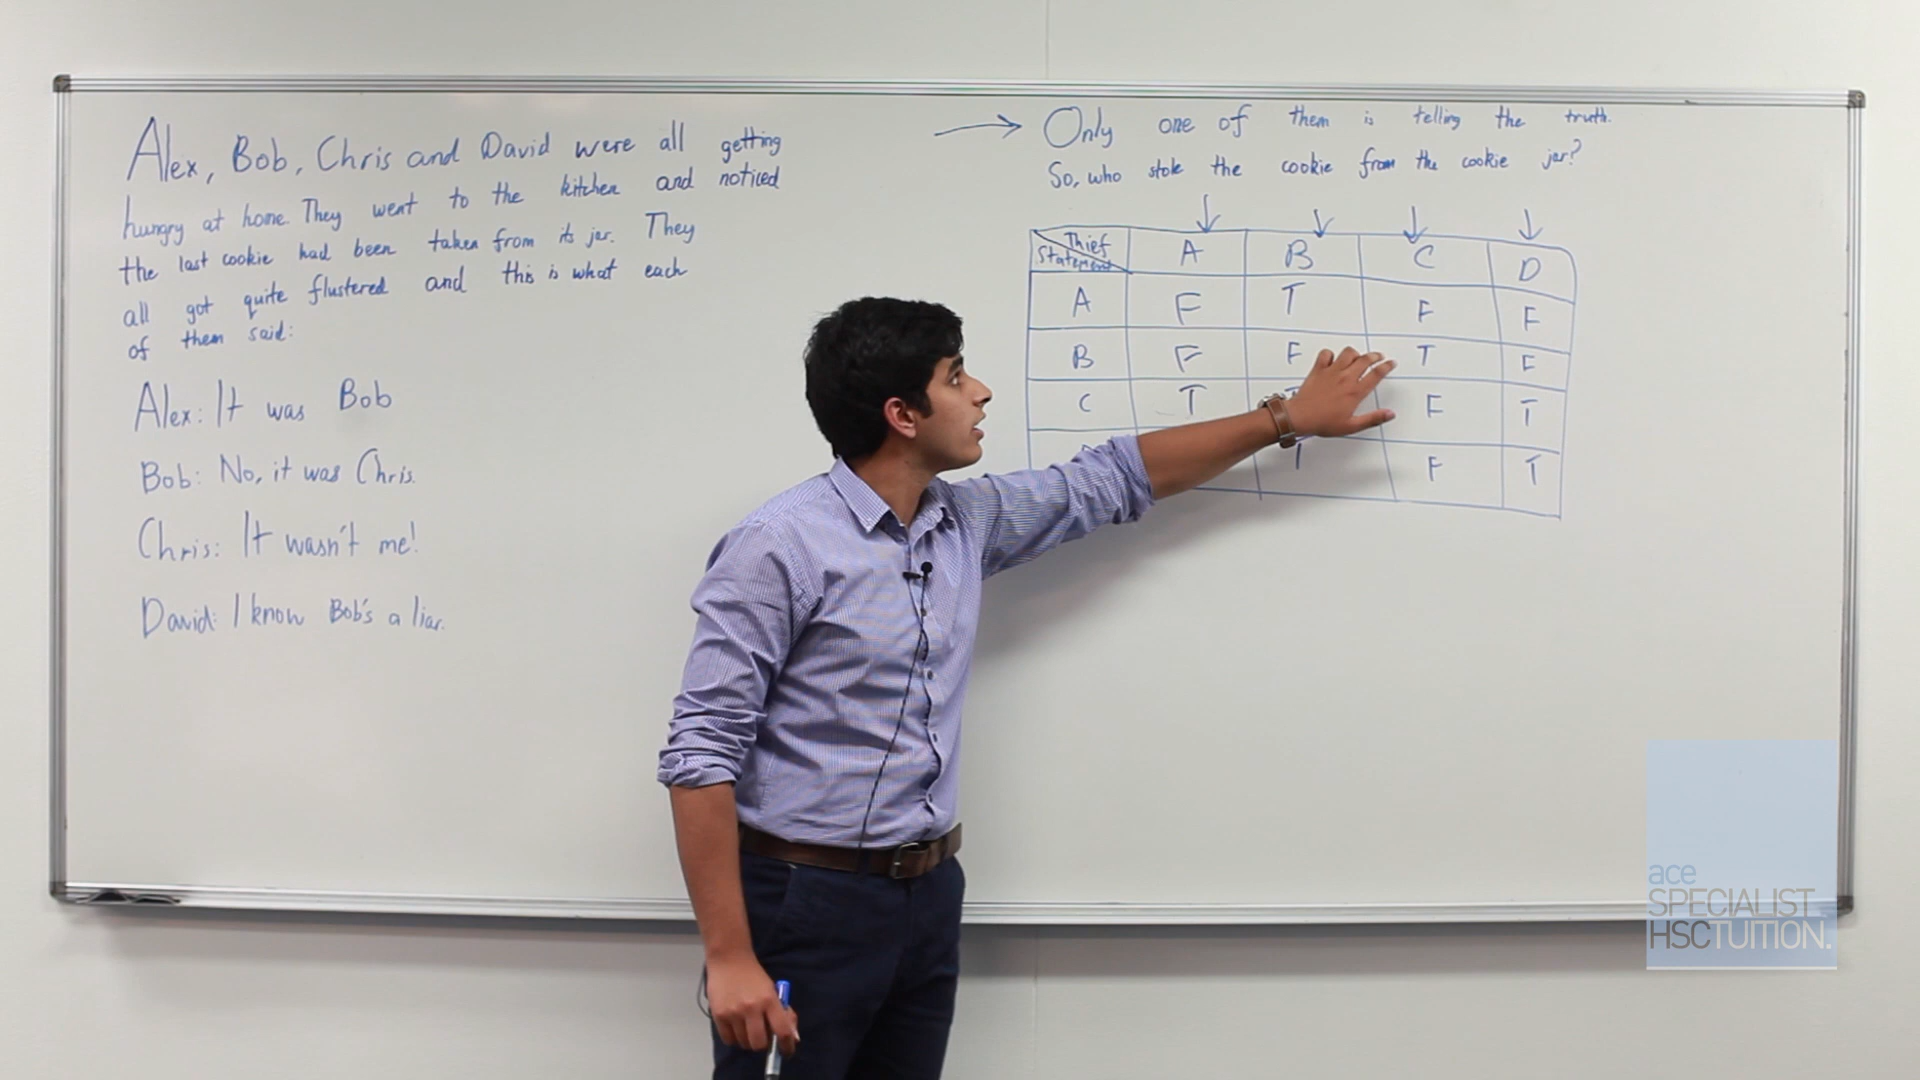 Alex, Bob, Chris and David were all getting
hungry at home. They went to the kitchen and noticed
the last cookie had been taken from its jar. They
all got quite flustered and this is what each
of them said:
Alex: It was Bob
Bob: No, it was Chris.
Chris: It wasn't me!
David: I know Bob's a liar.
Only one of them is telling the truth.
So, who stole the cookie from the cookie jar?
Thief
Statement A B C D
A F T F F
B F F T F
C T F T
T F T
ace
SPECIALIST
HSCTUITION.